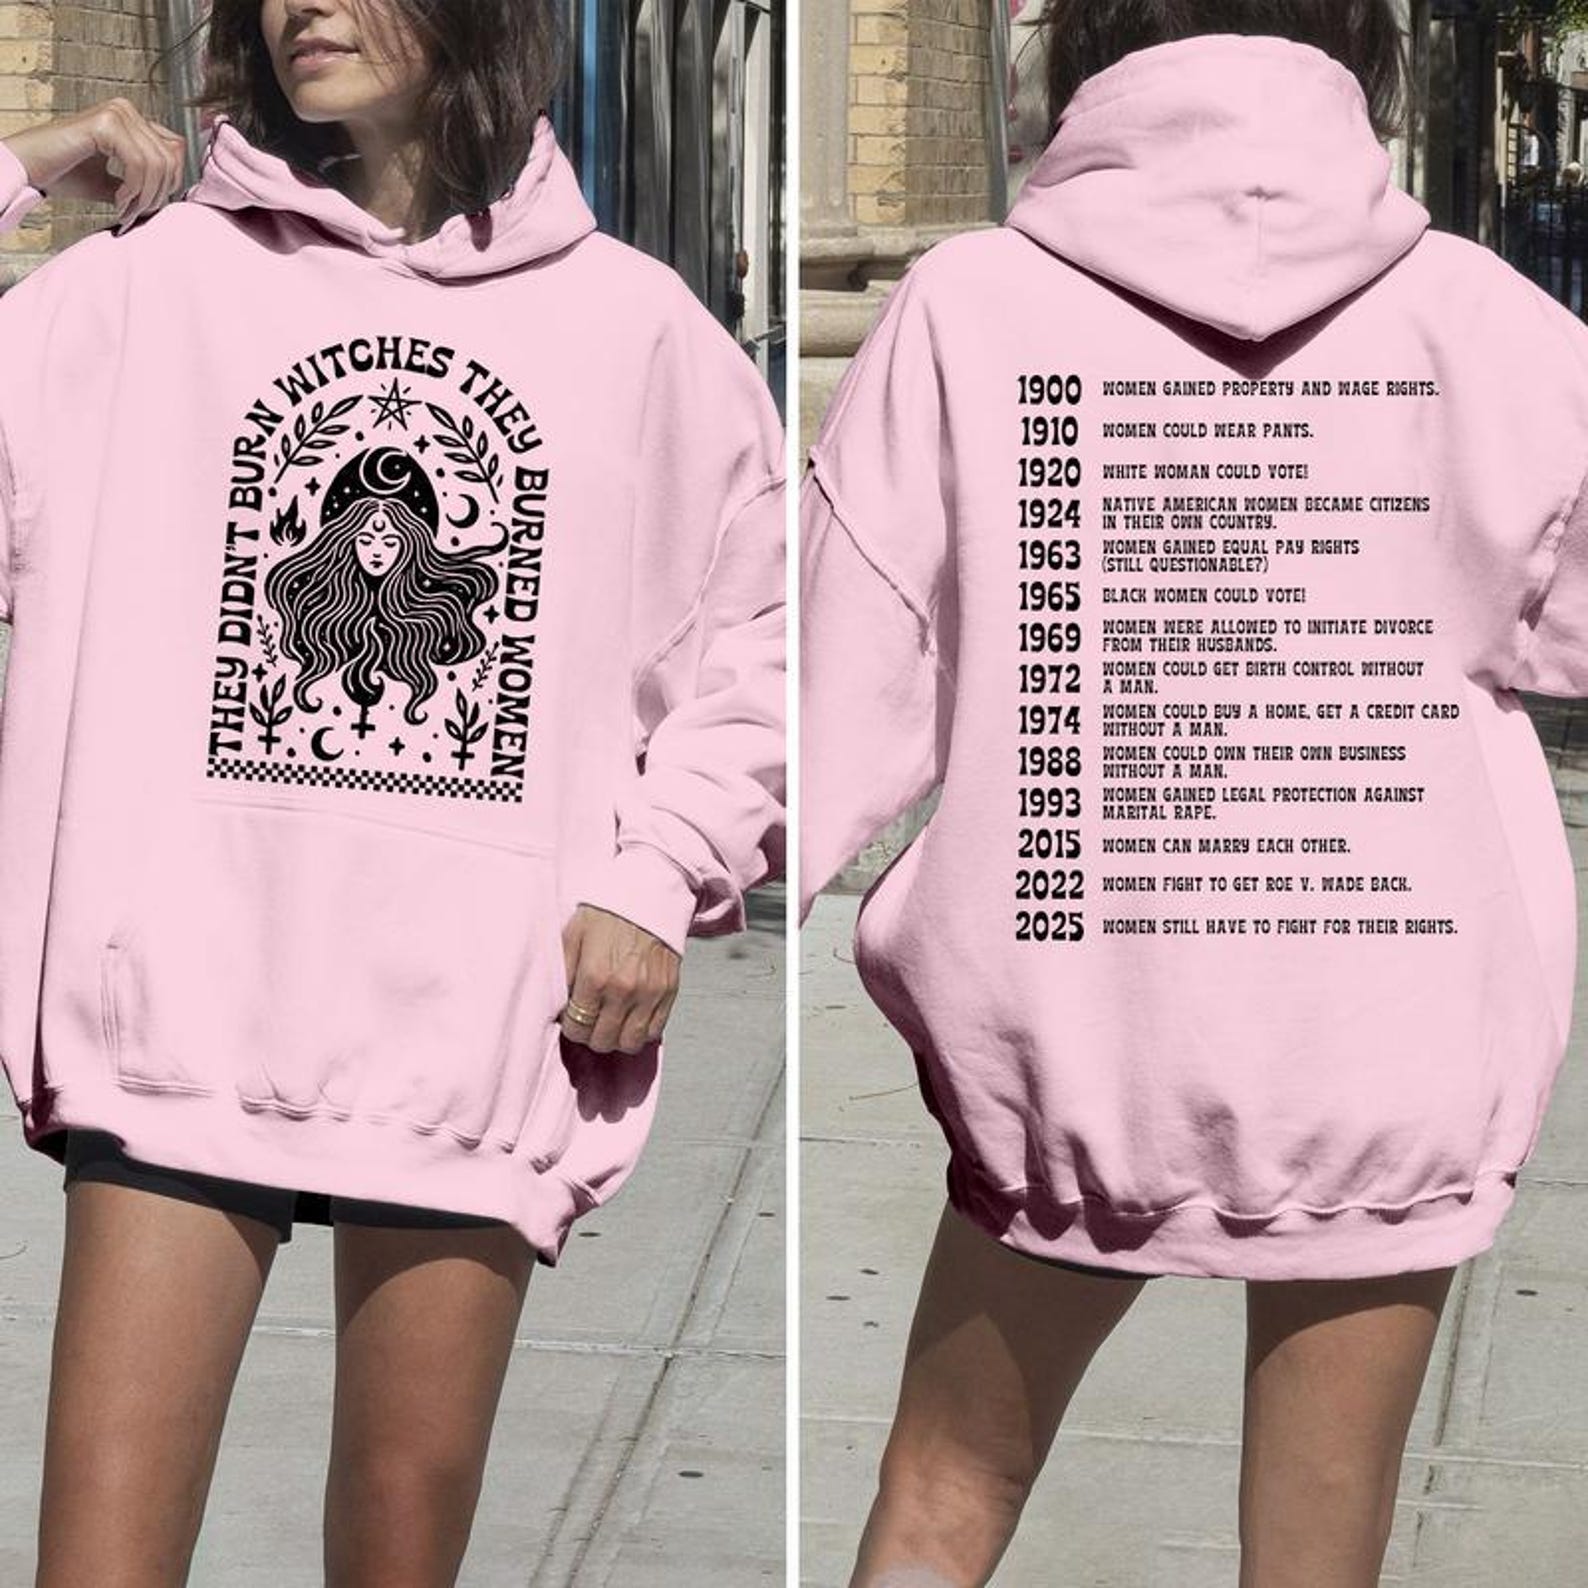 THEY DIDN'T BURN WITCHES THEY BURNED WOMEN
1900 WOMEN GAINED PROPERTY AND WAGE RIGHTS.
1910 WOMEN COULD WEAR PANTS.
1920 WHITE WOMAN COULD VOTE!
1924 NATIVE AMERICAN WOMEN BECAME CITIZENS
IN THEIR OWN COUNTRY.
1963 WOMEN GAINED EQUAL PAY RIGHTS
(STILL QUESTIONABLE?)
1965 BLACK WOMEN COULD VOTE!
1969 WOMEN WERE ALLOWED TO INITIATE DIVORCE
FROM THEIR HUSBANDS.
1972 WOMEN COULD GET BIRTH CONTROL WITHOUT
A MAN.
1974 WOMEN COULD BUY A HOME, GET A CREDIT CARD
WITHOUT A MAN.
1988 WOMEN COULD OWN THEIR OWN BUSINESS
WITHOUT A MAN.
1993 WOMEN GAINED LEGAL PROTECTION AGAINST
MARITAL RAPE.
2015 WOMEN CAN MARRY EACH OTHER.
2022 WOMEN FIGHT TO GET ROE V. WADE BACK.
2025 WOMEN STILL HAVE TO FIGHT FOR THEIR RIGHTS.